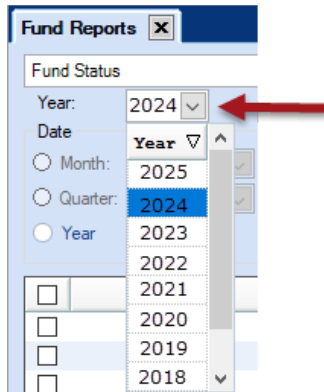 Fund Reports
Fund Status
Year: 2024
Date
Year
Month: 2025
Quarter: 2024
Year 2023
2022
2021
2020
2019
2018